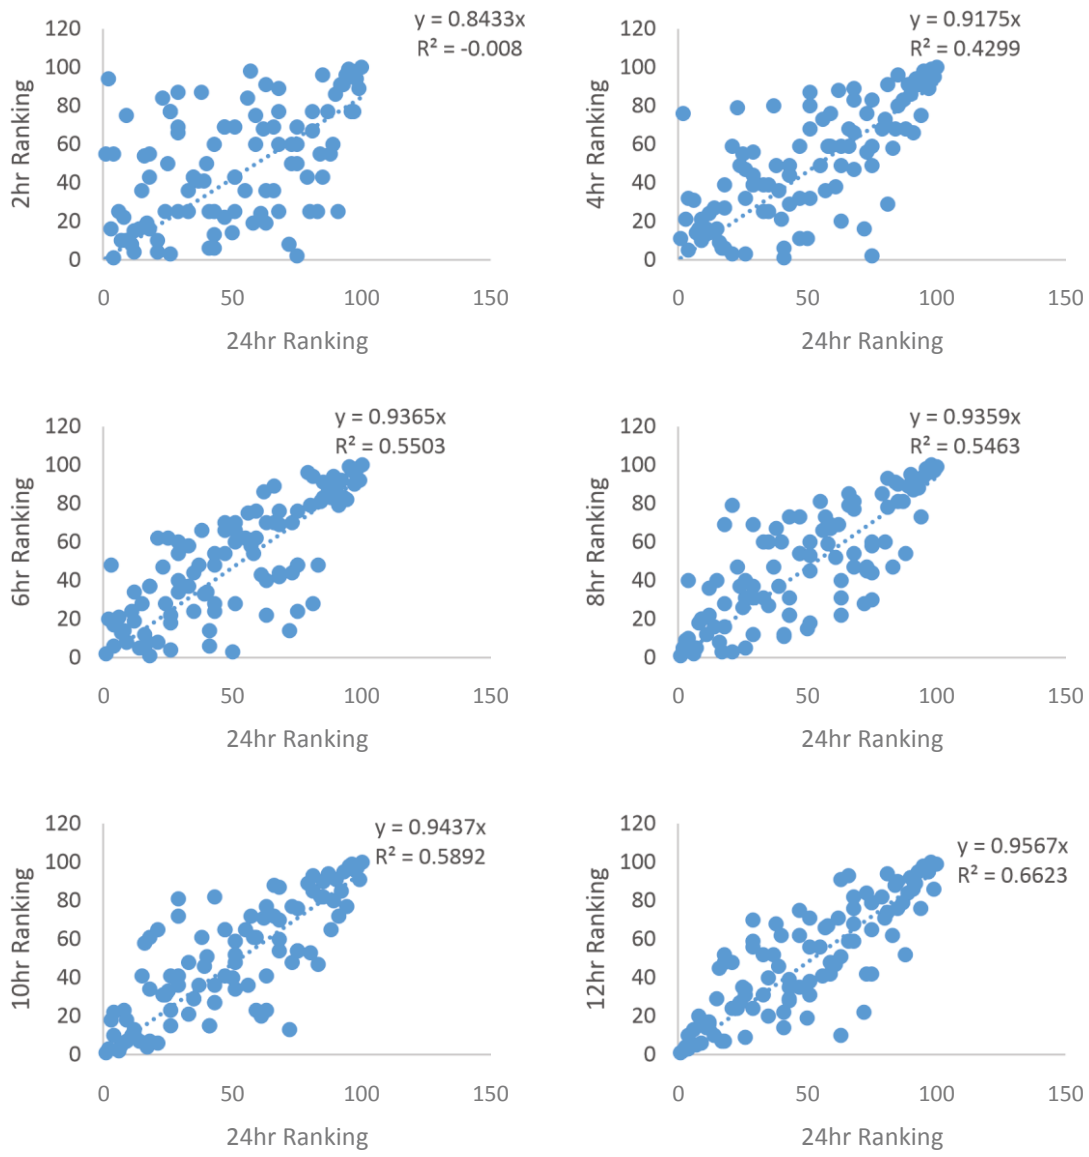 y = 0.8433x
R² = -0.008
120
100
80
60
40
20
0
2hr Ranking
0 50 100 150
24hr Ranking
y = 0.9175x
R² = 0.4299
120
100
80
60
40
20
0
4hr Ranking
0 50 100 150
24hr Ranking
y = 0.9365x
R² = 0.5503
120
100
80
60
40
20
0
6hr Ranking
0 50 100 150
24hr Ranking
y = 0.9359x
R² = 0.5463
120
100
80
60
40
20
0
8hr Ranking
0 50 100 150
24hr Ranking
y = 0.9437x
R² = 0.5892
120
100
80
60
40
20
0
10hr Ranking
0 50 100 150
24hr Ranking
y = 0.9567x
R² = 0.6623
120
100
80
60
40
20
0
12hr Ranking
0 50 100 150
24hr Ranking